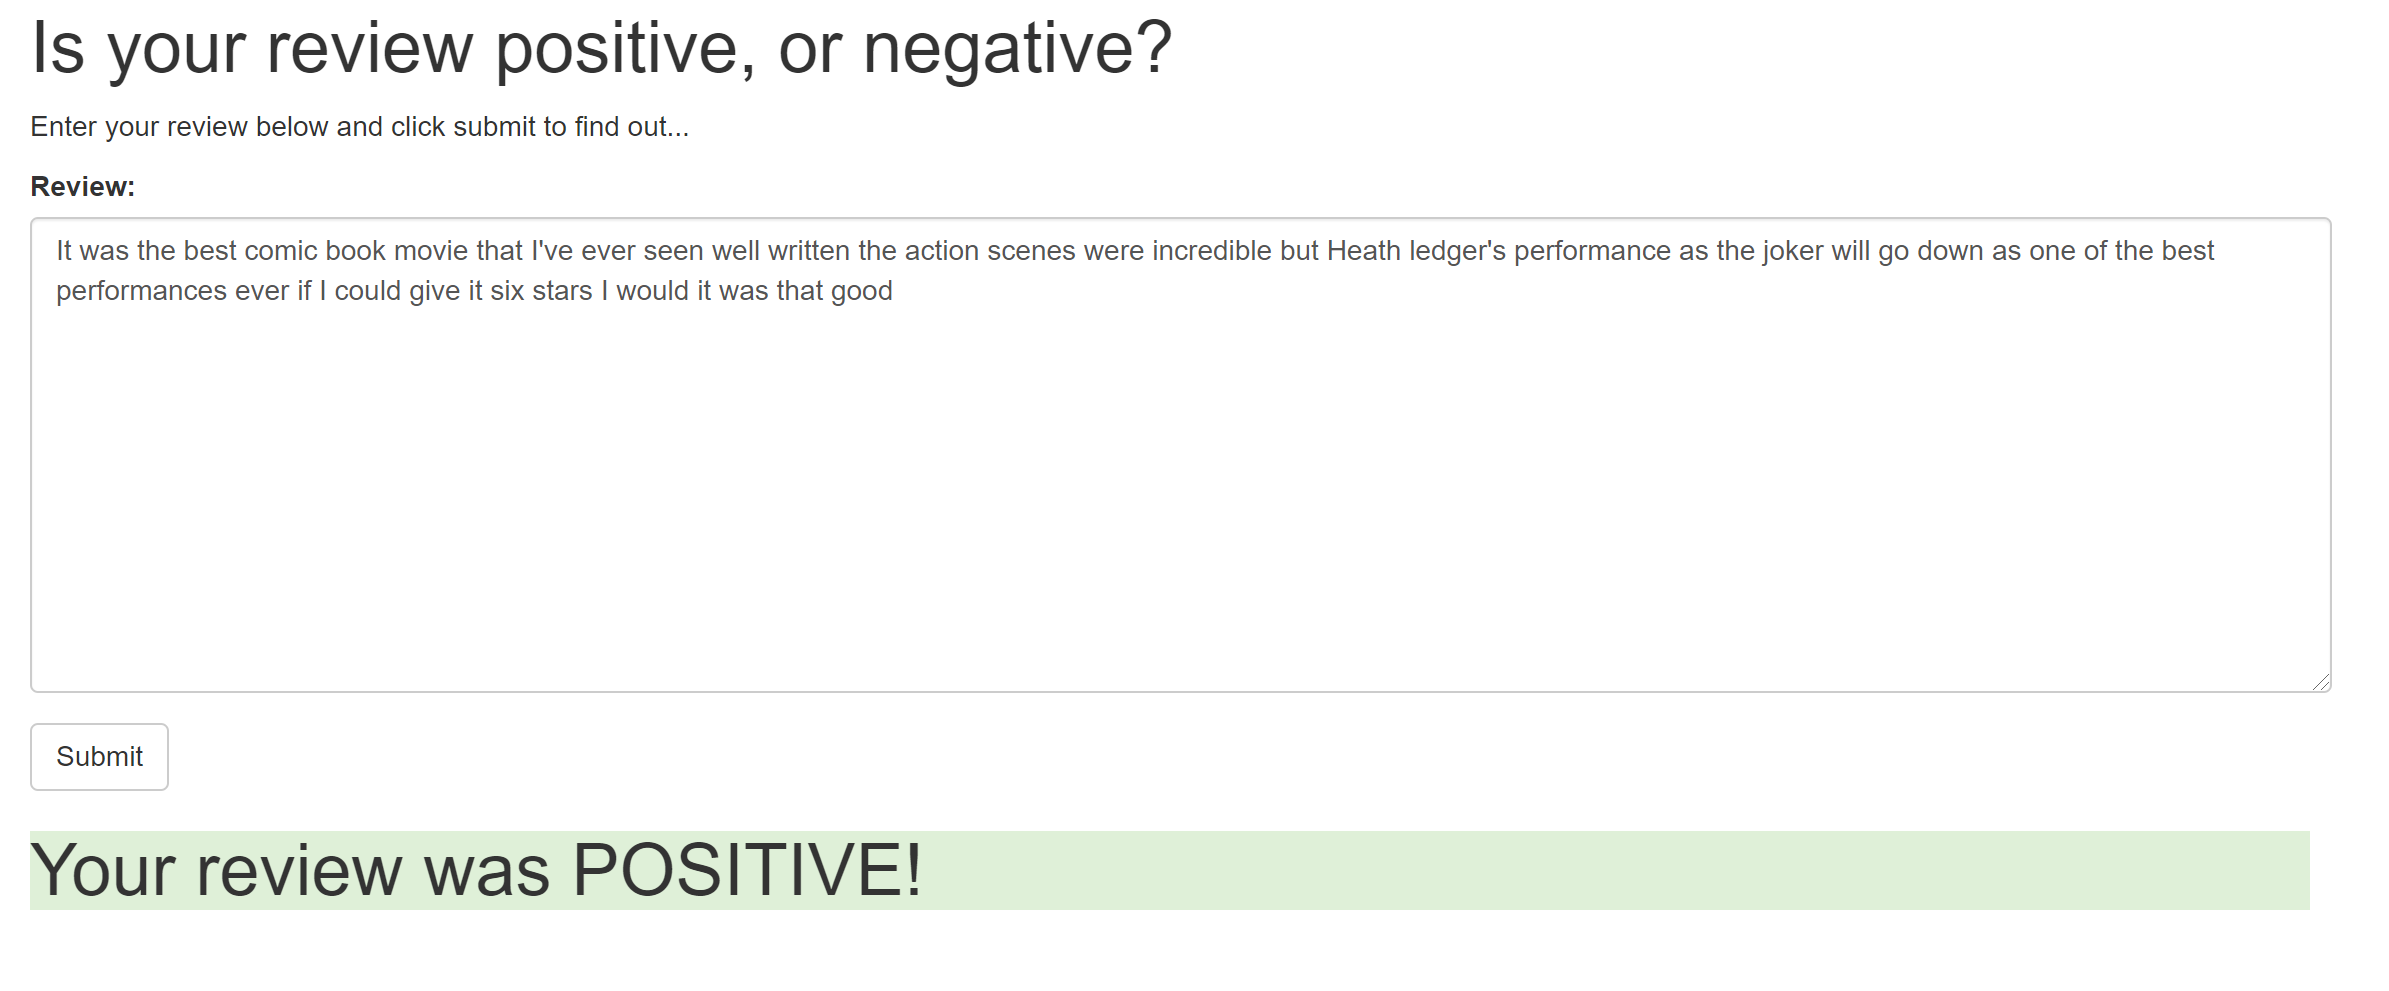 Is your review positive, or negative?
Enter your review below and click submit to find out...
Review:
It was the best comic book movie that I've ever seen well written the action scenes were incredible but Heath ledger's performance as the joker will go down as one of the best
performances ever if I could give it six stars I would it was that good
Submit
Your review was POSITIVE!